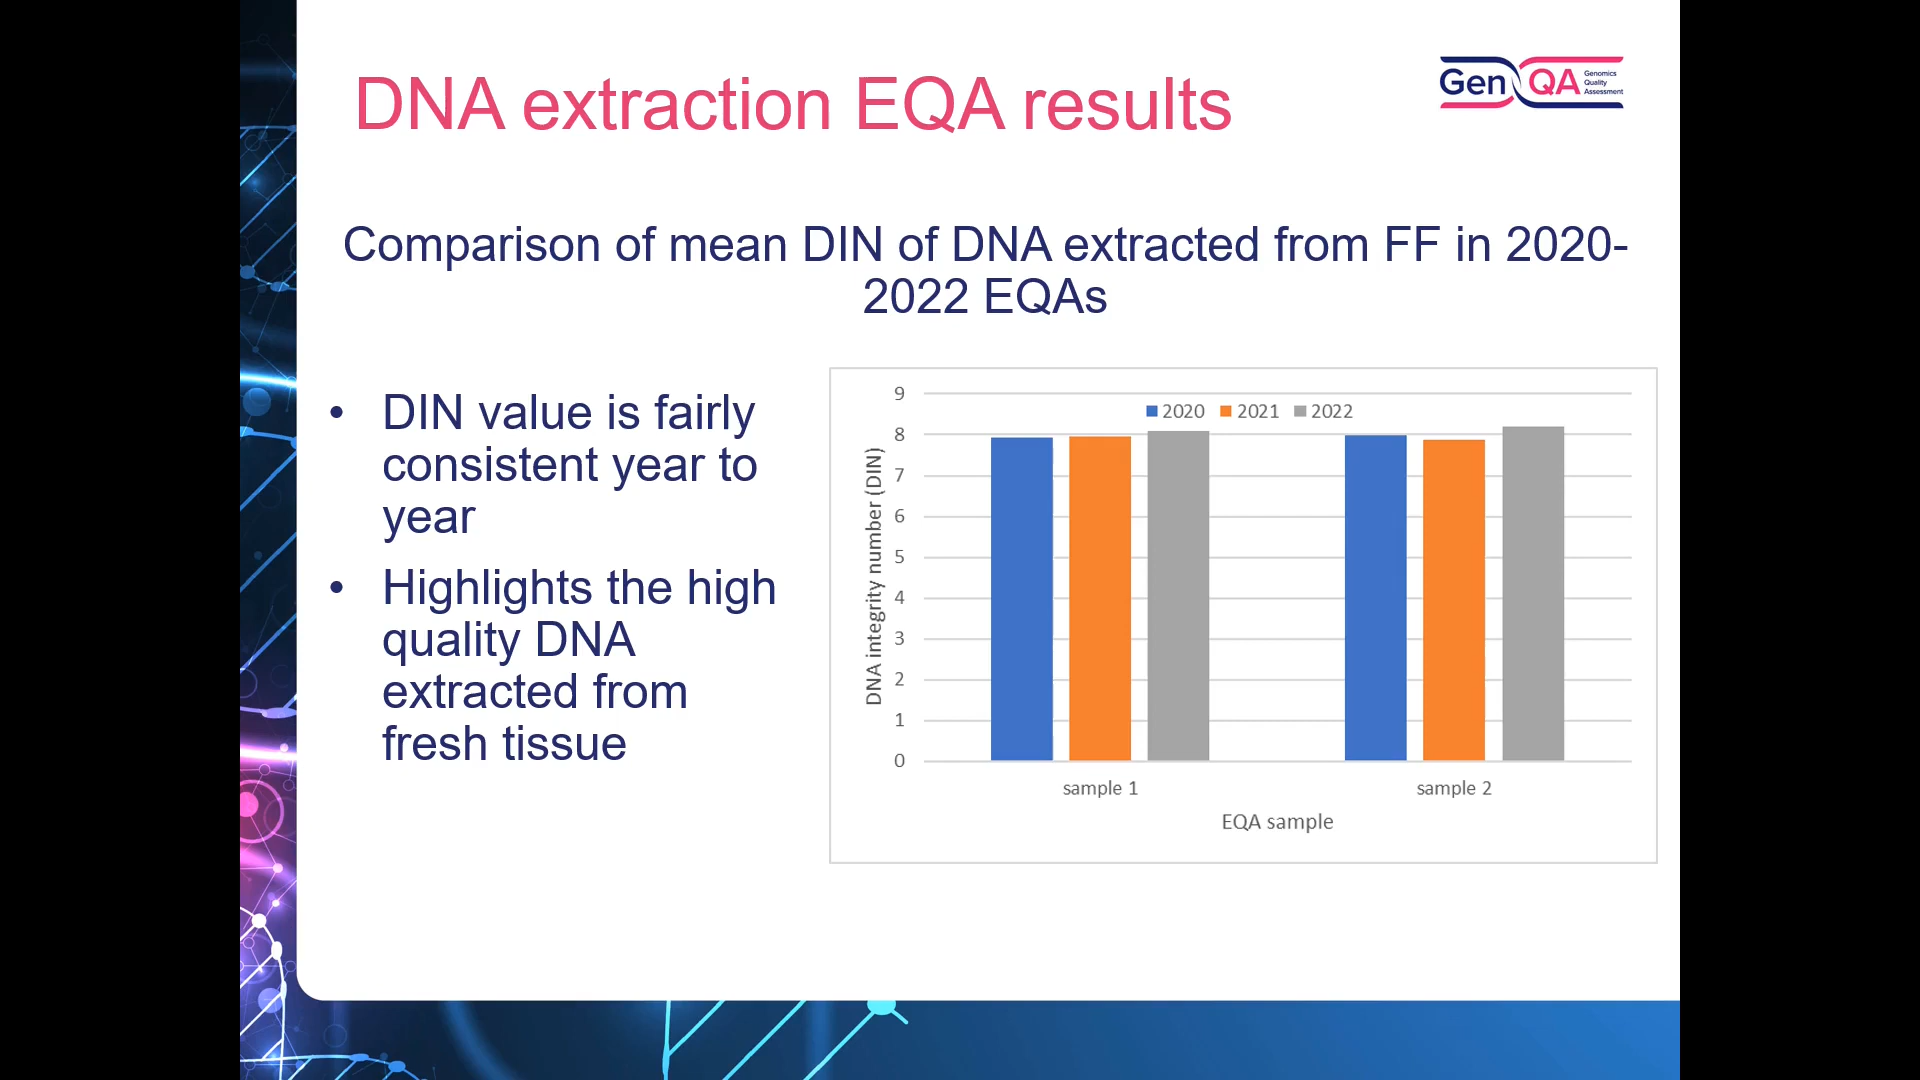 DNA extraction EQA results
Gen QA
Genomics
Quality
Assessment
Comparison of mean DIN of DNA extracted from FF in 2020-
2022 EQAs
• DIN value is fairly
consistent year to
year
• Highlights the high
quality DNA
extracted from
fresh tissue
9
2020 2021 2022
8
7
6
5
4
3
2
1
0
DNA integrity number (DIN)
sample 1 sample 2
EQA sample